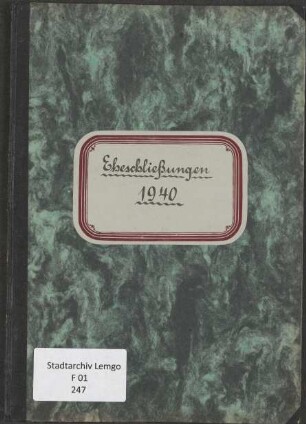 Eheschließungen
1940
Stadtarchiv Lemgo
F 01
247